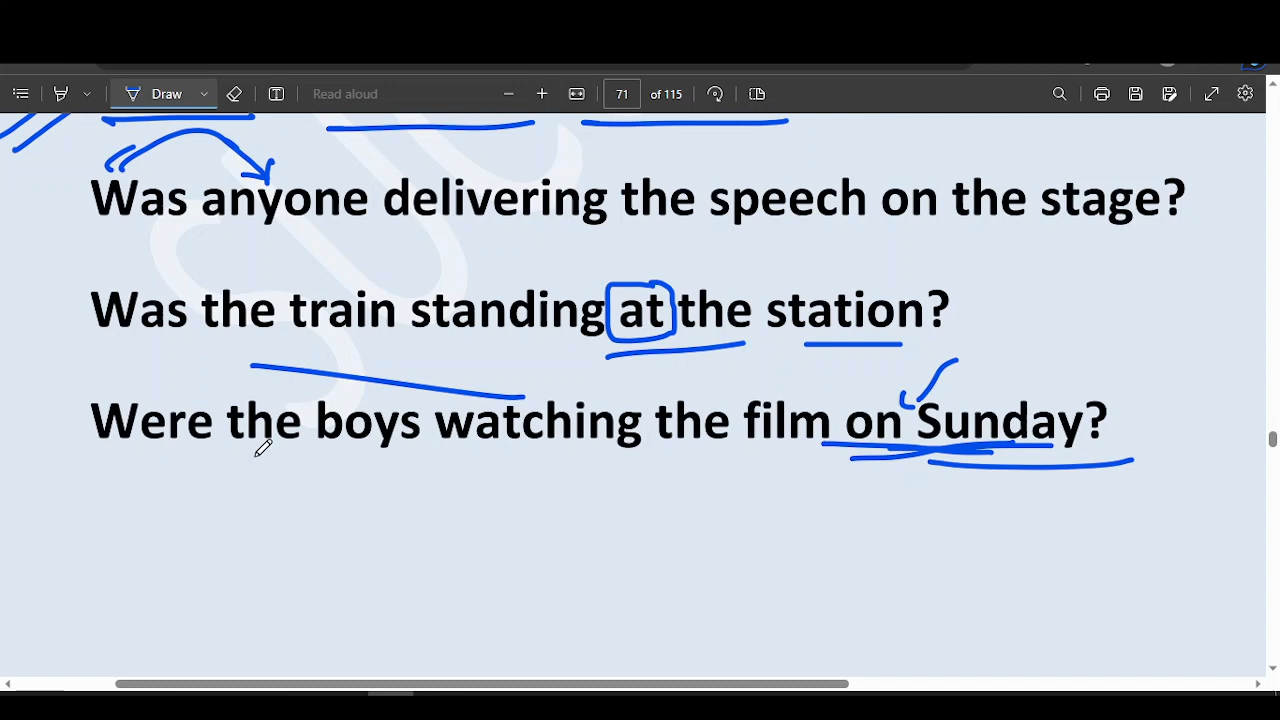 Draw
Read aloud
71 of 115
Was anyone delivering the speech on the stage?
Was the train standing at the station?
Were the boys watching the film on Sunday?